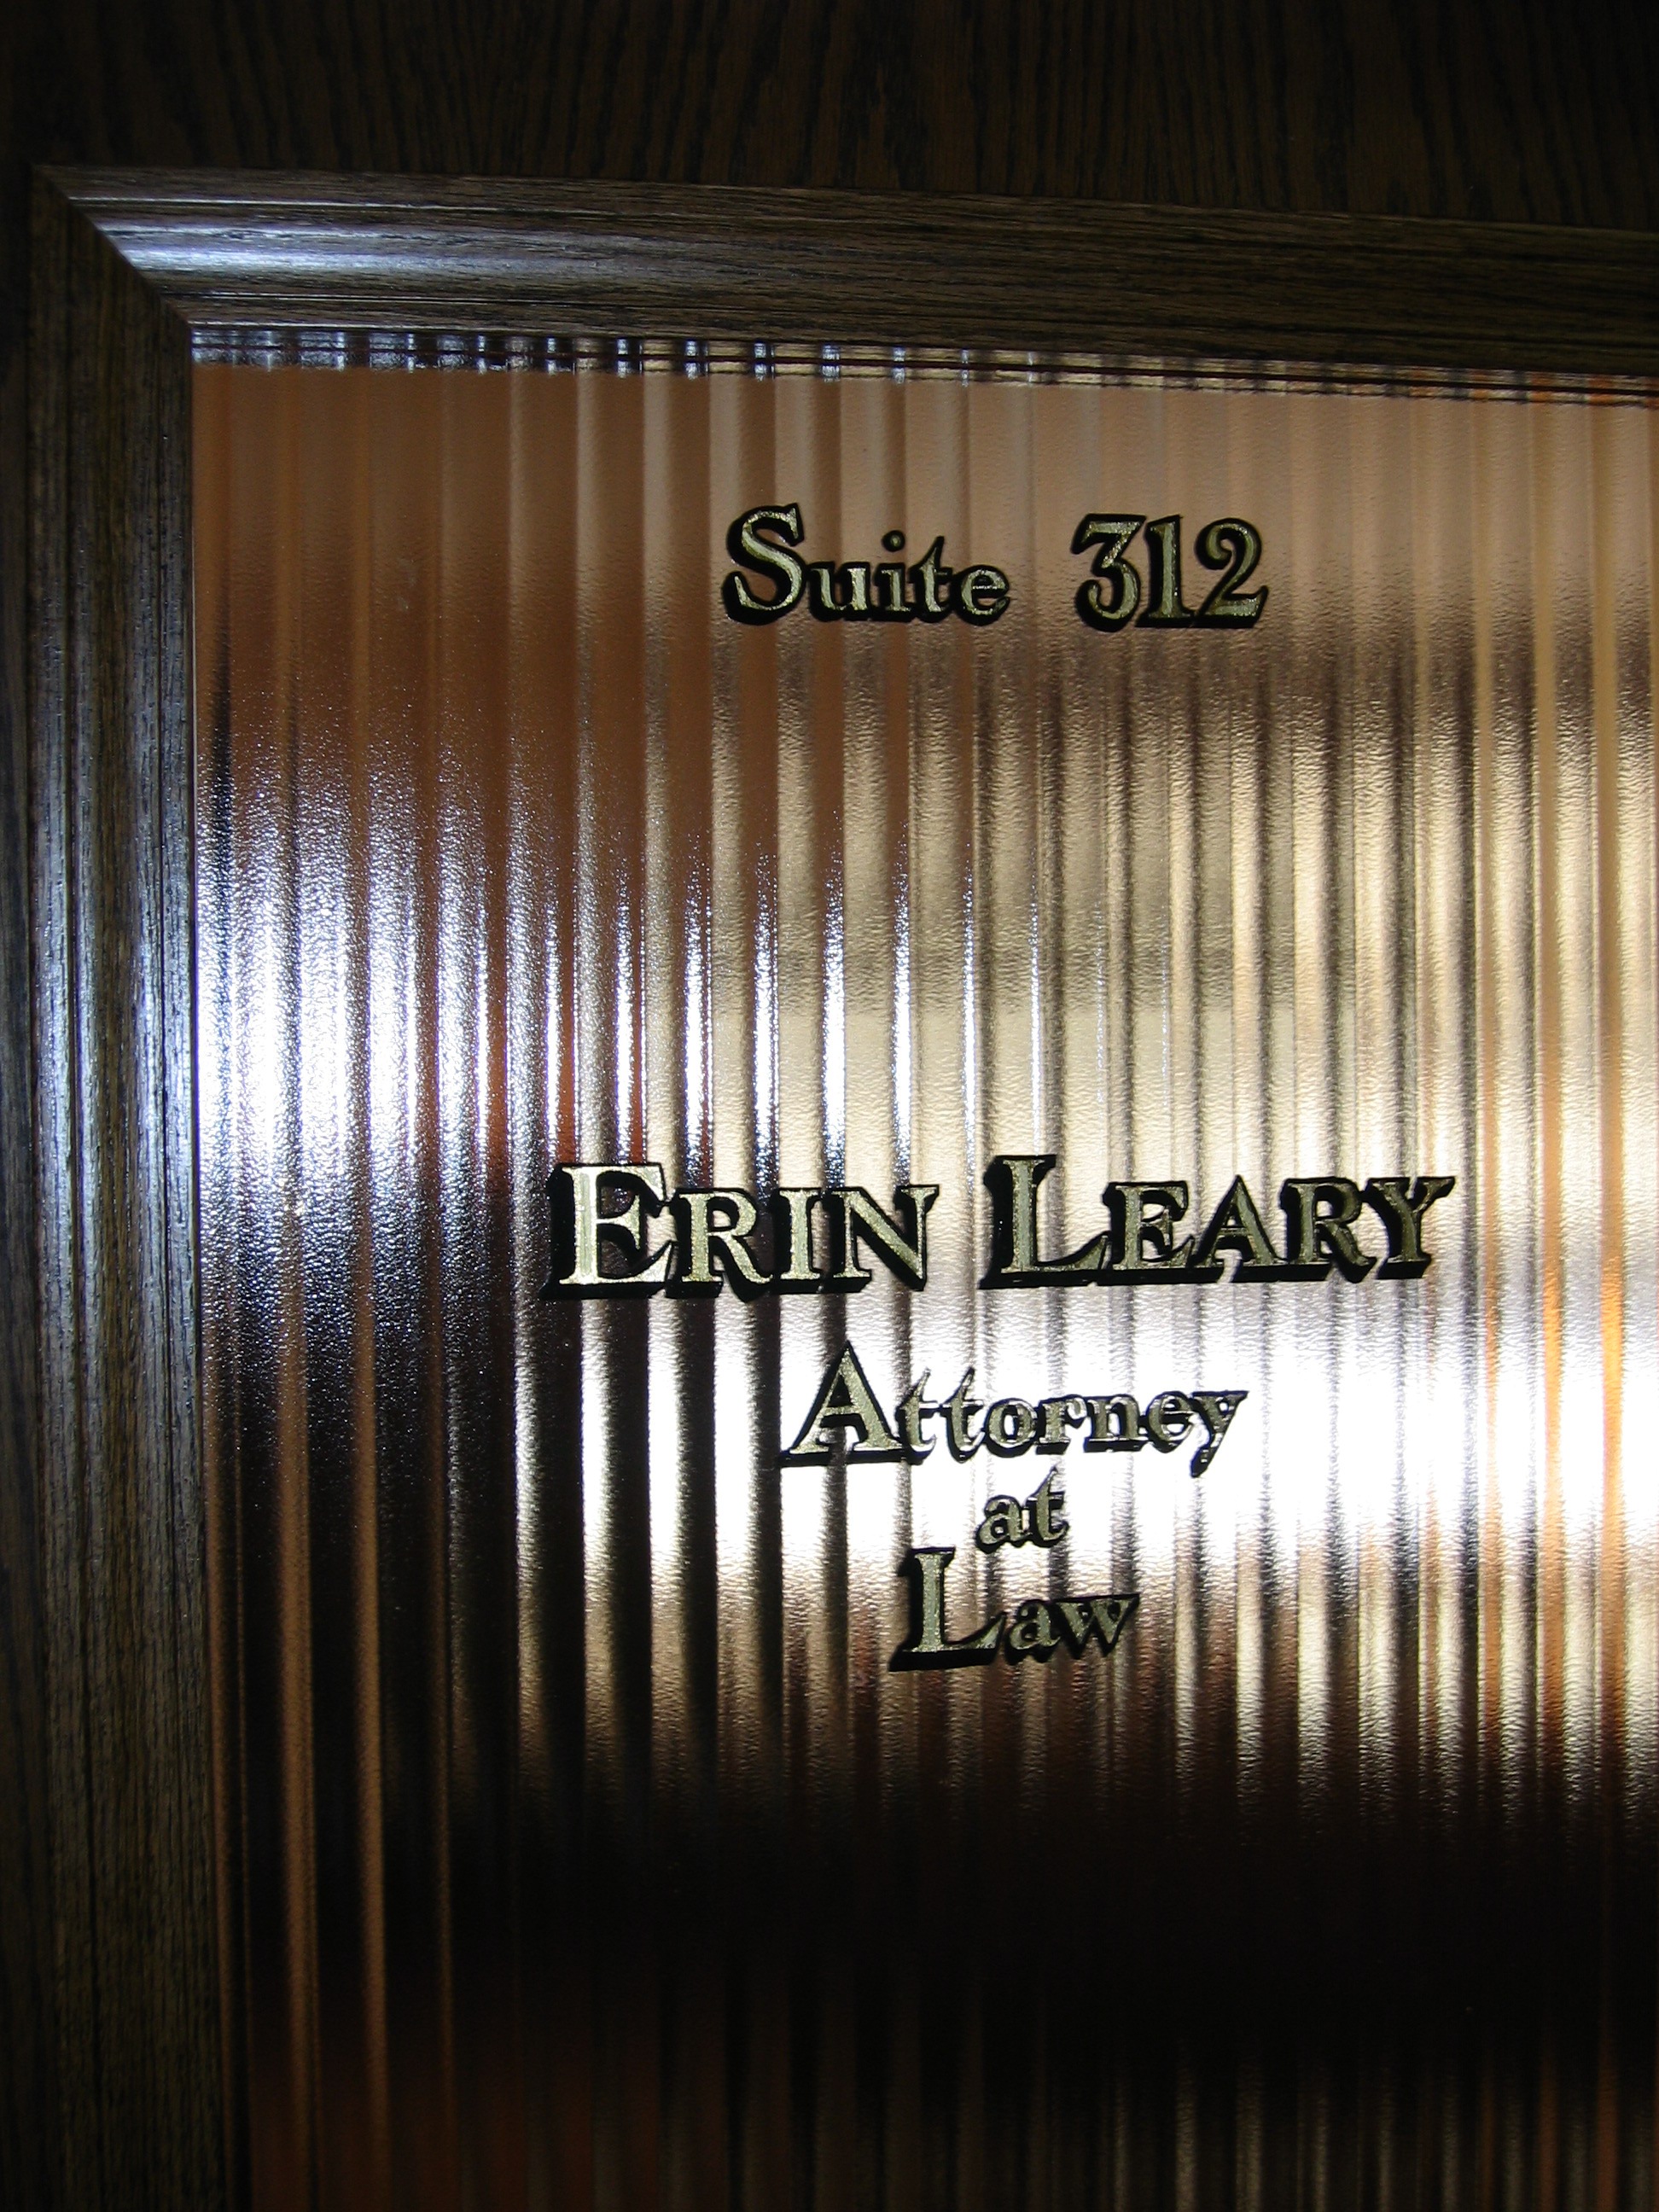 Suite 312
ERIN LEARY
Attorney
at
Law